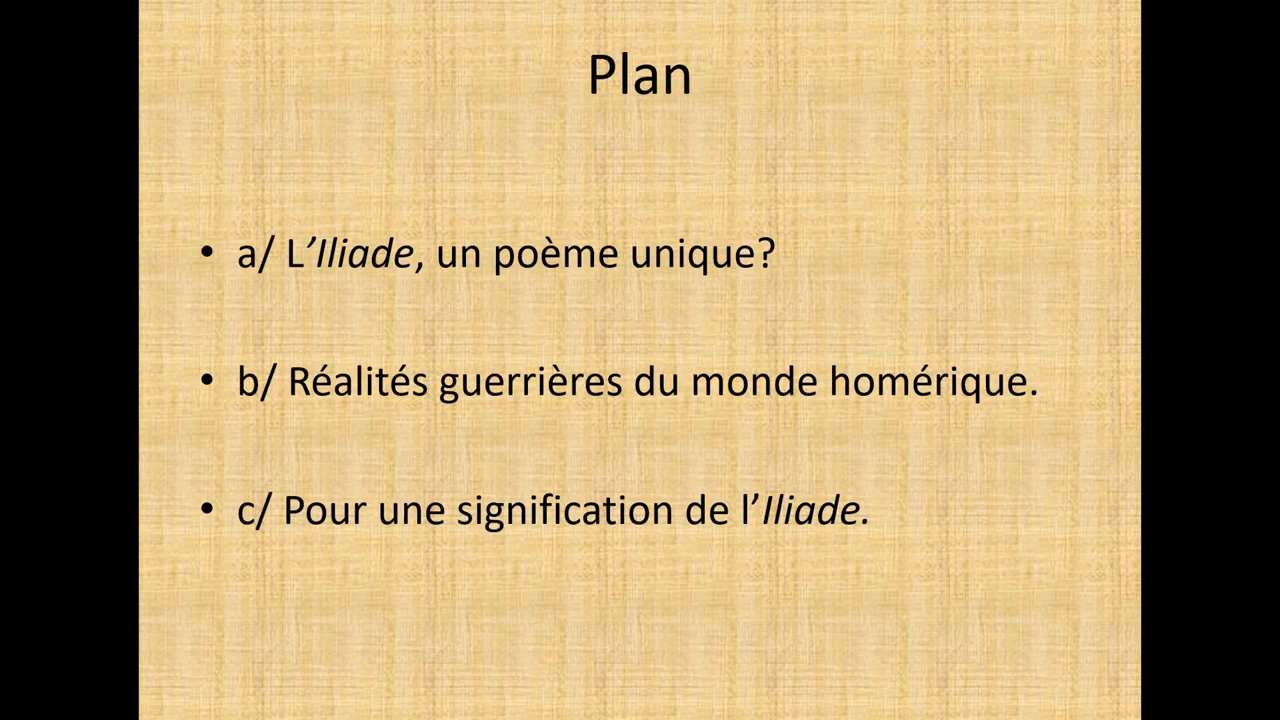 Plan
• a/ L’Iliade, un poème unique?
• b/ Réalités guerrières du monde homérique.
• c/ Pour une signification de l’Iliade.